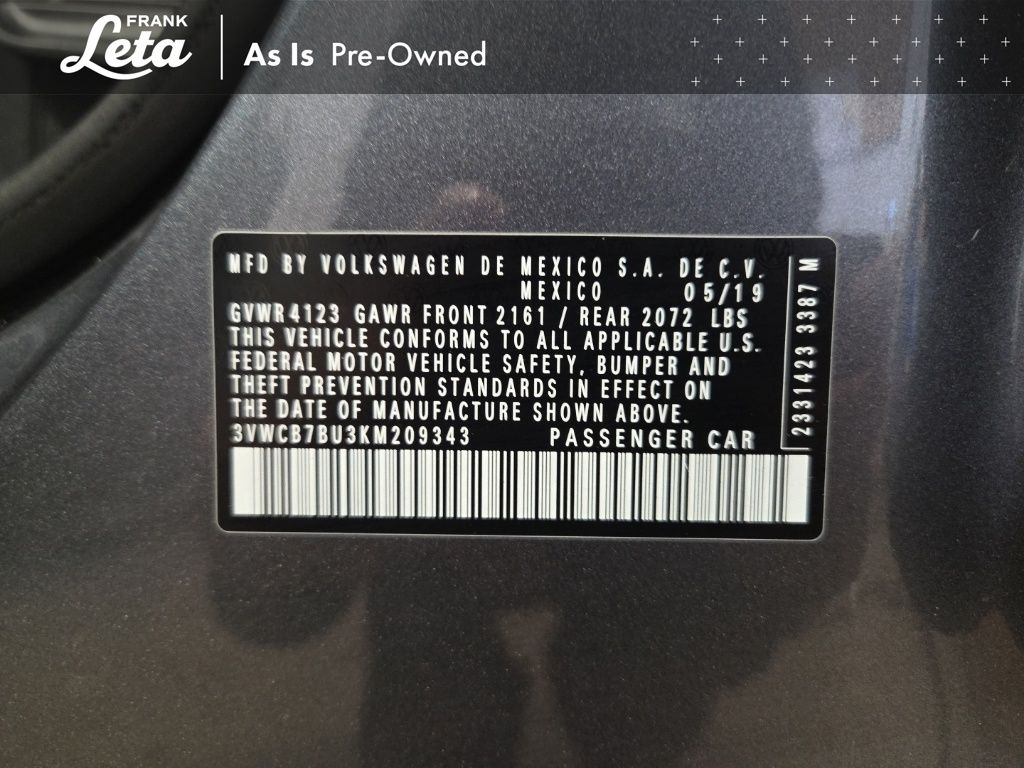 FRANK
Leta
As Is Pre-Owned
MFD BY VOLKSWAGEN DE MEXICO S.A. DE C.V.
MEXICO 05/19
GVWR 4123 GAWR FRONT 2161 / REAR 2072 LBS
THIS VEHICLE CONFORMS TO ALL APPLICABLE U.S.
FEDERAL MOTOR VEHICLE SAFETY, BUMPER AND
THEFT PREVENTION STANDARDS IN EFFECT ON
THE DATE OF MANUFACTURE SHOWN ABOVE.
3VWCB7BU3KM209343 PASSENGER CAR
2331423 3387 M